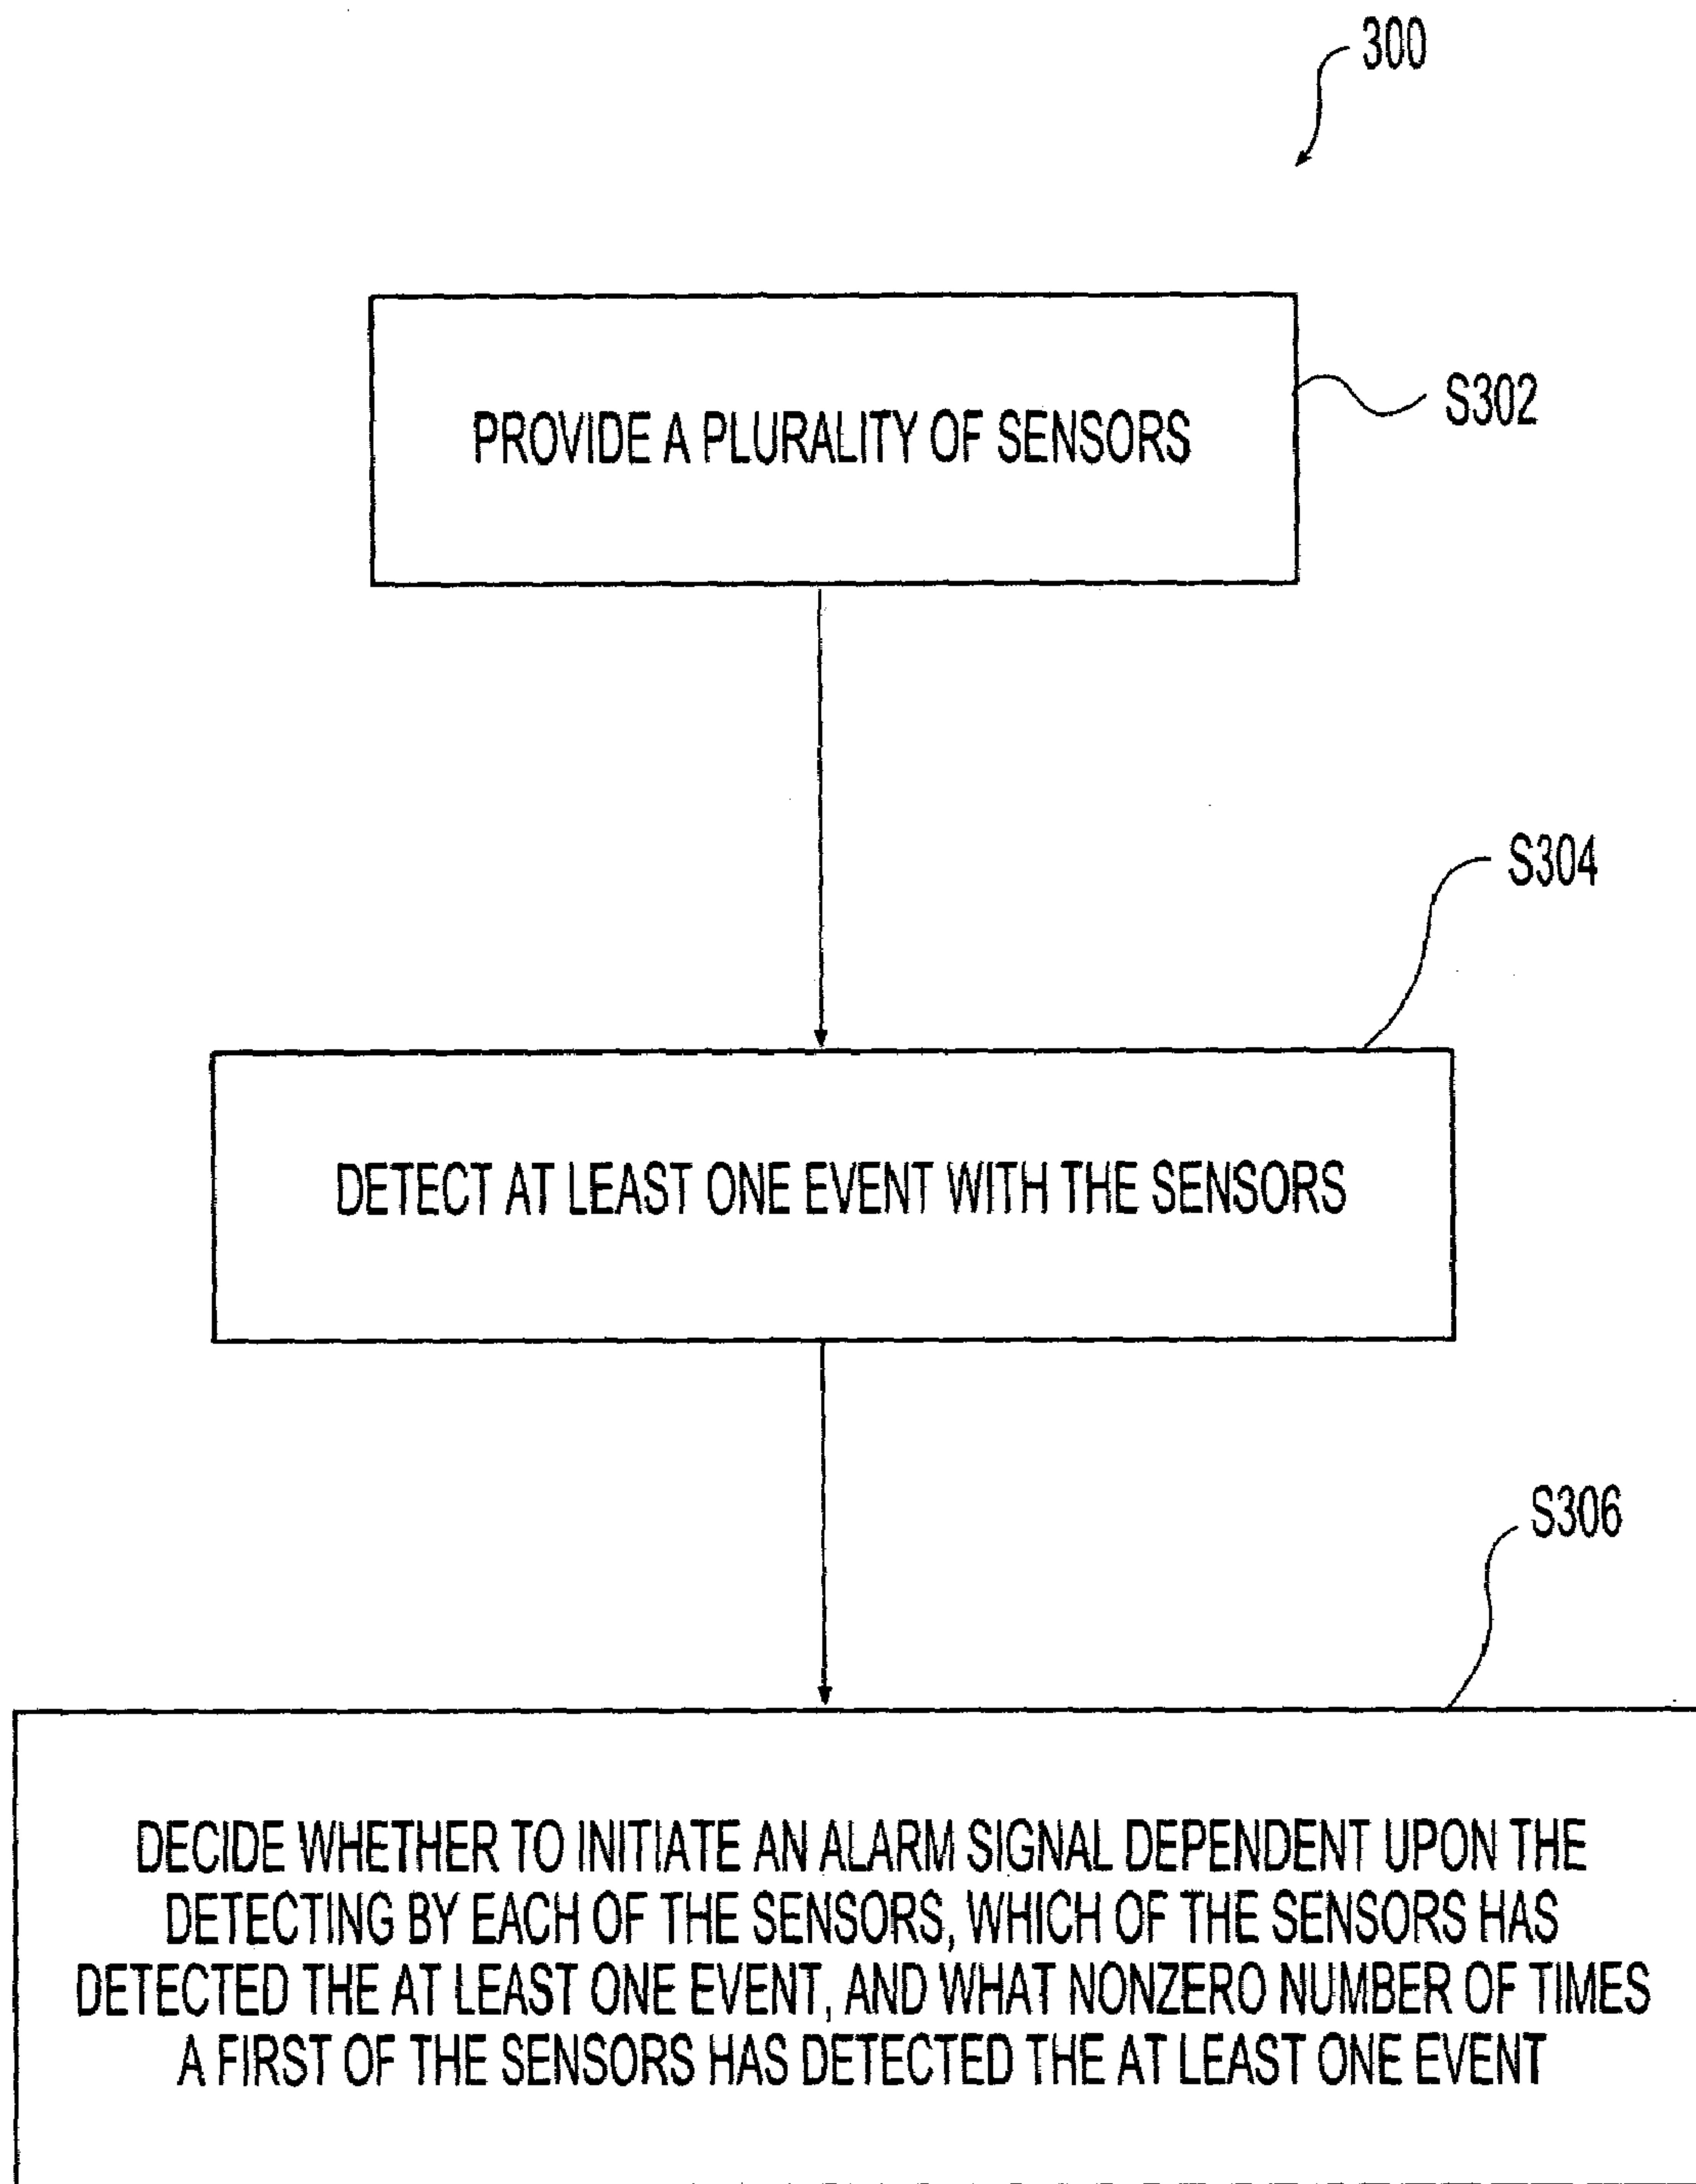 300
PROVIDE A PLURALITY OF SENSORS
S302
S304
DETECT AT LEAST ONE EVENT WITH THE SENSORS
S306
DECIDE WHETHER TO INITIATE AN ALARM SIGNAL DEPENDENT UPON THE
DETECTING BY EACH OF THE SENSORS, WHICH OF THE SENSORS HAS
DETECTED THE AT LEAST ONE EVENT, AND WHAT NONZERO NUMBER OF TIMES
A FIRST OF THE SENSORS HAS DETECTED THE AT LEAST ONE EVENT